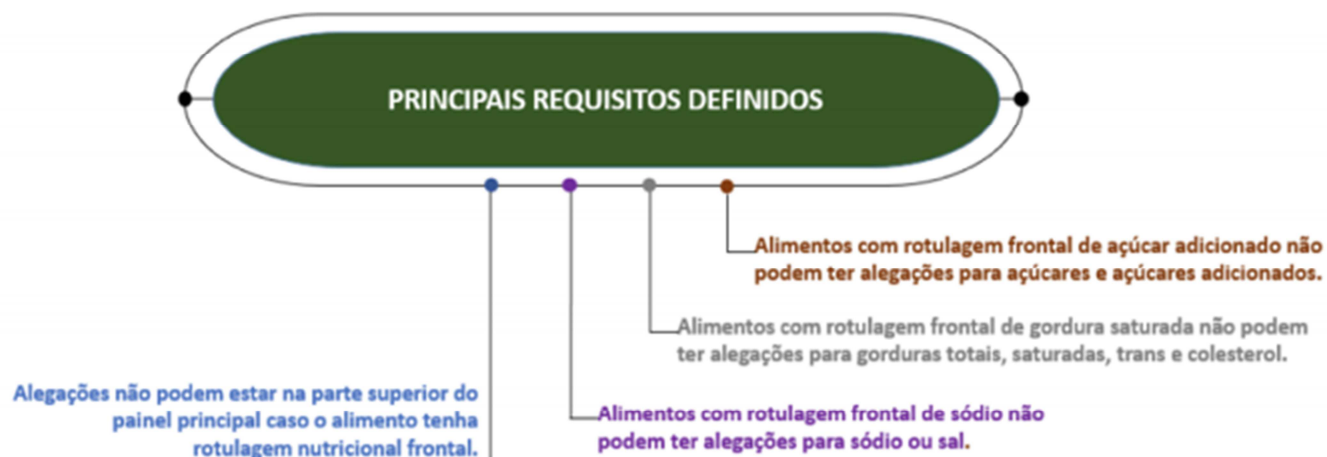 PRINCIPAIS REQUISITOS DEFINIDOS
Alimentos com rotulagem frontal de açúcar adicionado não
podem ter alegações para açúcares e açúcares adicionados.
Alimentos com rotulagem frontal de gordura saturada não podem
ter alegações para gorduras totais, saturadas, trans e colesterol.
Alegações não podem estar na parte superior do
painel principal caso o alimento tenha
rotulagem nutricional frontal.
Alimentos com rotulagem frontal de sódio não
podem ter alegações para sódio ou sal.